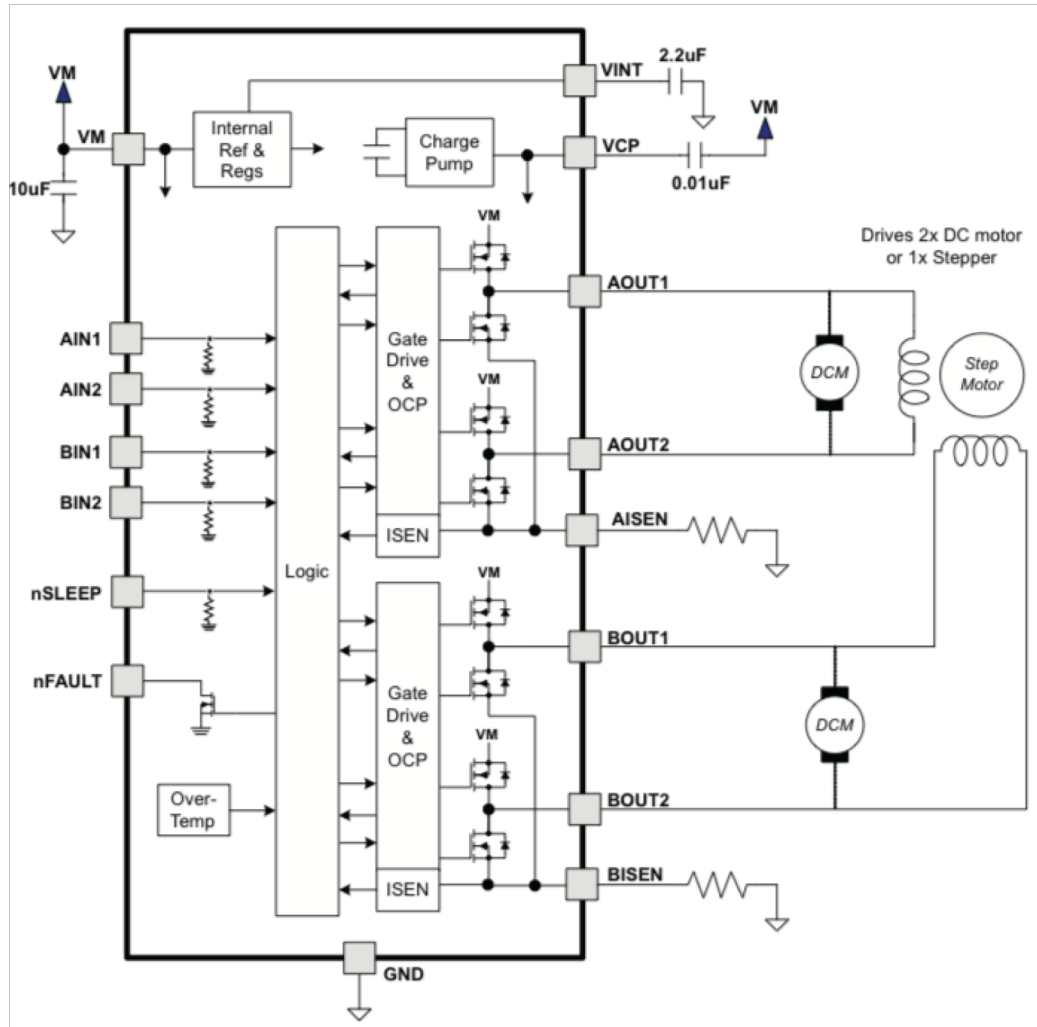 VM
VM
10uF
Internal
Ref &
Regs
Charge
Pump
VINT
2.2uF
VCP
VM
0.01uF
Drives 2x DC motor
or 1x Stepper
AIN1
AIN2
BIN1
BIN2
nSLEEP
nFAULT
Over-
Temp
Logic
VM
Gate
Drive
&
OCP
VM
ISEN
AOUT1
AOUT2
AISEN
DCM
Step
Motor
VM
Gate
Drive
&
OCP
VM
ISEN
BOUT1
BOUT2
BISEN
DCM
GND